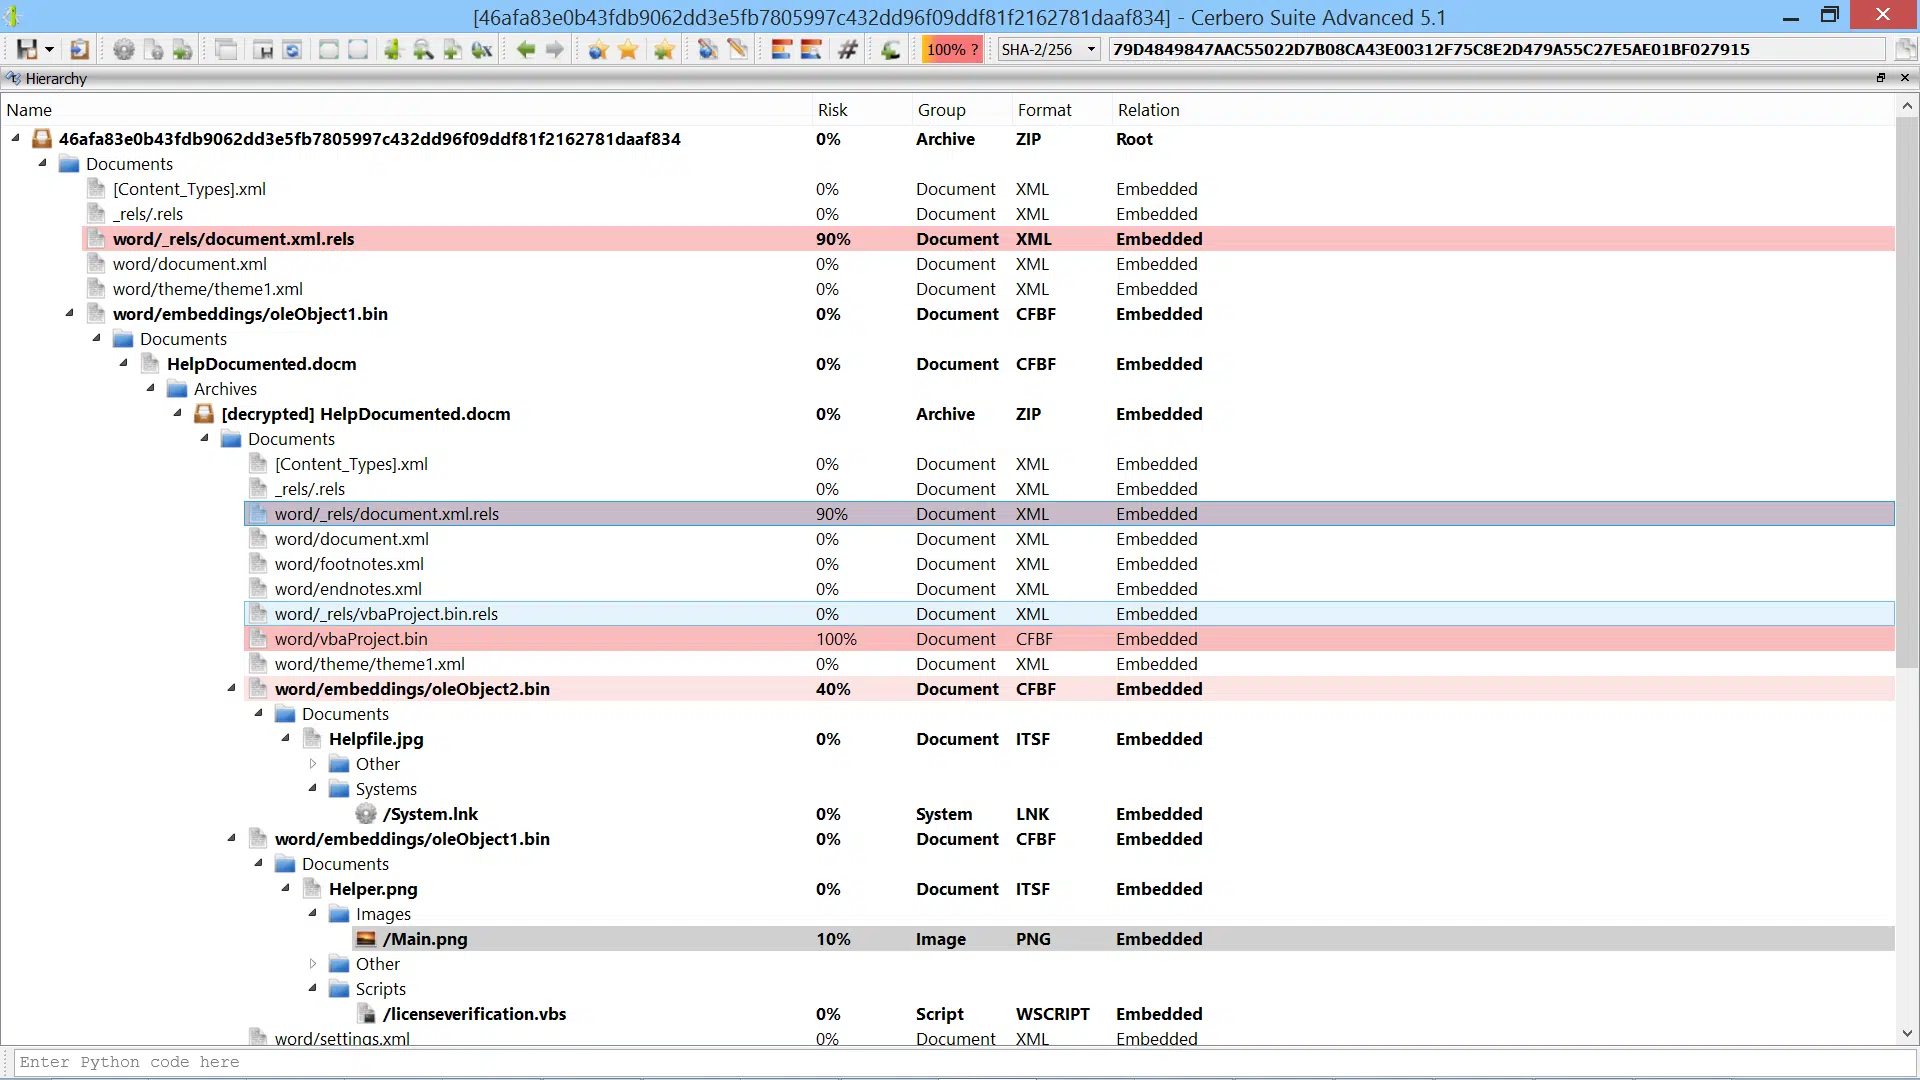 [46afa83e0b43fdb9062dd3e5fb7805997c432dd96f09ddf81f2162781daaf834] - Cerbero Suite Advanced 5.1
100% ? SHA-2/256 79D4849847AAC55022D7B08CA43E00312F75C8E2D479A55C27E5AE01BF027915
Hierarchy
Name Risk Group Format Relation
46afa83e0b43fdb9062dd3e5fb7805997c432dd96f09ddf81f2162781daaf834 0% Archive ZIP Root
Documents
[Content_Types].xml 0% Document XML Embedded
_rels/.rels 0% Document XML Embedded
word/_rels/document.xml.rels 90% Document XML Embedded
word/document.xml 0% Document XML Embedded
word/theme/theme1.xml 0% Document XML Embedded
word/embeddings/oleObject1.bin 0% Document CFBF Embedded
Documents
HelpDocumented.docm 0% Document CFBF Embedded
Archives
[decrypted] HelpDocumented.docm 0% Archive ZIP Embedded
Documents
[Content_Types].xml 0% Document XML Embedded
_rels/.rels 0% Document XML Embedded
word/_rels/document.xml.rels 90% Document XML Embedded
word/document.xml 0% Document XML Embedded
word/footnotes.xml 0% Document XML Embedded
word/endnotes.xml 0% Document XML Embedded
word/_rels/vbaProject.bin.rels 0% Document XML Embedded
word/vbaProject.bin 100% Document CFBF Embedded
word/theme/theme1.xml 0% Document XML Embedded
word/embeddings/oleObject2.bin 40% Document CFBF Embedded
Documents
Helpfile.jpg 0% Document ITSF Embedded
Other
Systems
/System.lnk 0% System LNK Embedded
word/embeddings/oleObject1.bin 0% Document CFBF Embedded
Documents
Helper.png 0% Document ITSF Embedded
Images
/Main.png 10% Image PNG Embedded
Other
Scripts
/licenseverification.vbs 0% Script WSCRIPT Embedded
word/settings.xml 0% Document XML Embedded
Enter Python code here